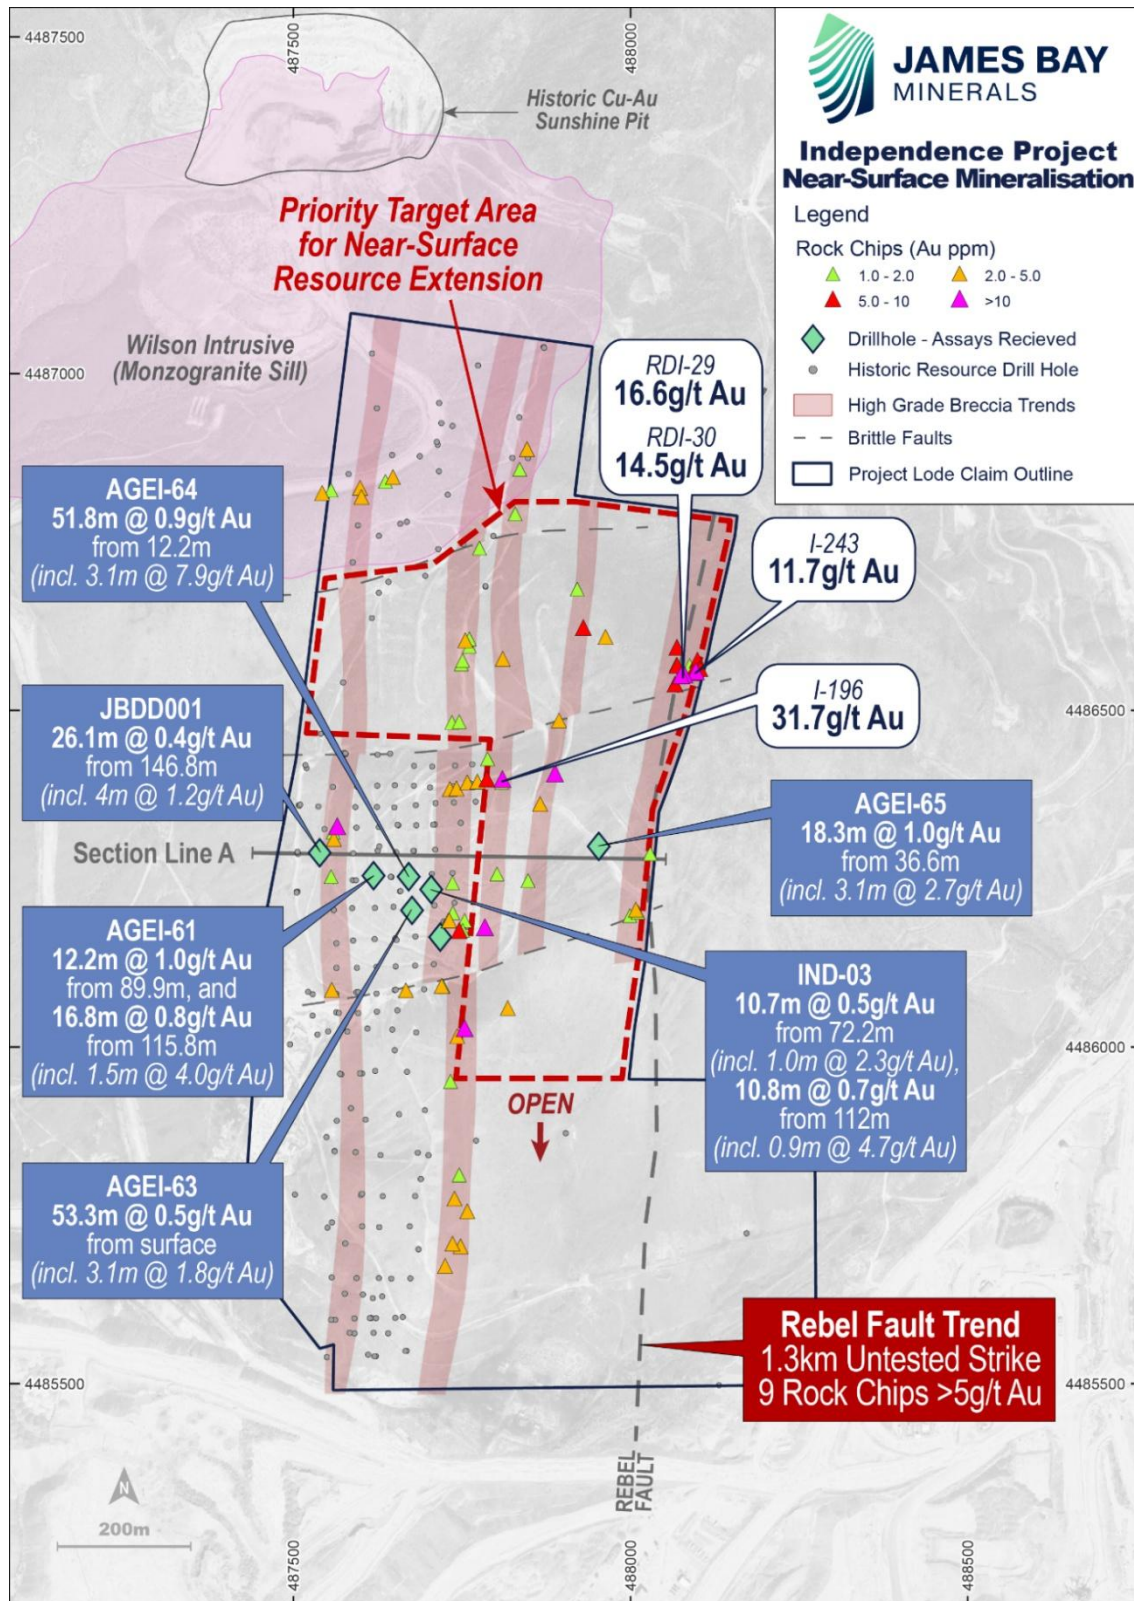 4487500
487500
488000
JAMES BAY
MINERALS
Independence Project
Near-Surface Mineralisation
Legend
Rock Chips (Au ppm)
1.0 - 2.0
2.0 - 5.0
5.0 - 10
>10
Drillhole - Assays Recieved
Historic Resource Drill Hole
High Grade Breccia Trends
Brittle Faults
Project Lode Claim Outline
Historic Cu-Au
Sunshine Pit
Priority Target Area
for Near-Surface
Resource Extension
Wilson Intrusive
(Monzogranite Sill)
4487000
RDI-29
16.6g/t Au
RDI-30
14.5g/t Au
AGEI-64
51.8m @ 0.9g/t Au
from 12.2m
(incl. 3.1m @ 7.9g/t Au)
I-243
11.7g/t Au
I-196
31.7g/t Au
4486500
4486500
JBDD001
26.1m @ 0.4g/t Au
from 146.8m
(incl. 4m @ 1.2g/t Au)
Section Line A
AGEI-65
18.3m @ 1.0g/t Au
from 36.6m
(incl. 3.1m @ 2.7g/t Au)
AGEI-61
12.2m @ 1.0g/t Au
from 89.9m, and
16.8m @ 0.8g/t Au
from 115.8m
(incl. 1.5m @ 4.0g/t Au)
IND-03
10.7m @ 0.5g/t Au
from 72.2m
(incl. 1.0m @ 2.3g/t Au),
10.8m @ 0.7g/t Au
from 112m
(incl. 0.9m @ 4.7g/t Au)
4486000
4486000
OPEN
AGEI-63
53.3m @ 0.5g/t Au
from surface
(incl. 3.1m @ 1.8g/t Au)
Rebel Fault Trend
1.3km Untested Strike
9 Rock Chips >5g/t Au
4485500
4485500
REBEL
FAULT
N
200m
487500
488000
488500